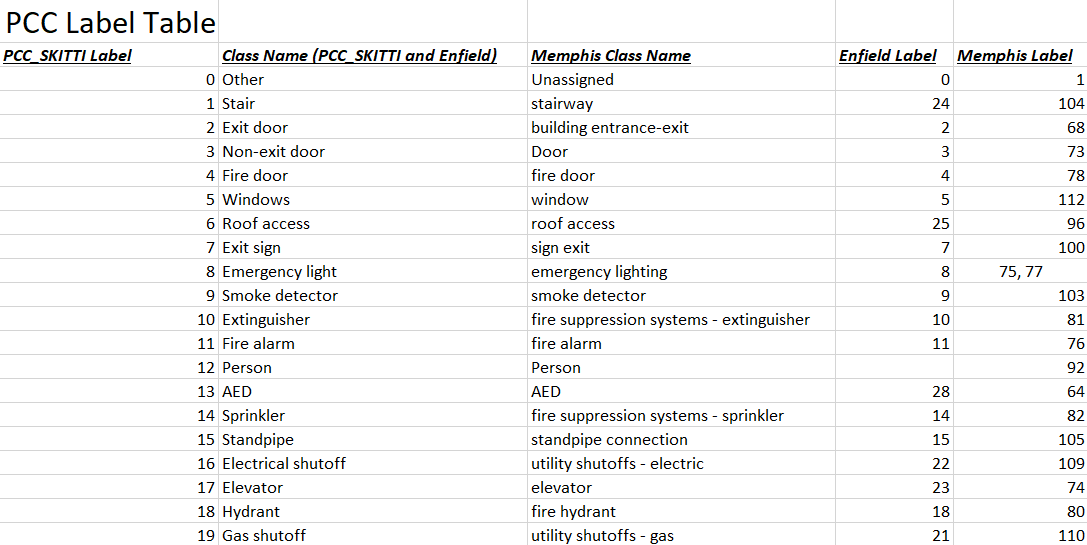 PCC Label Table
PCC_SKITTI Label Class Name (PCC_SKITTI and Enfield) Memphis Class Name Enfield Label Memphis Label
0 Other Unassigned 0 1
1 Stair stairway 24 104
2 Exit door building entrance-exit 2 68
3 Non-exit door Door 3 73
4 Fire door fire door 4 78
5 Windows window 5 112
6 Roof access roof access 25 96
7 Exit sign sign exit 7 100
8 Emergency light emergency lighting 8 75, 77
9 Smoke detector smoke detector 9 103
10 Extinguisher fire suppression systems - extinguisher 10 81
11 Fire alarm fire alarm 11 76
12 Person Person 92
13 AED AED 28 64
14 Sprinkler fire suppression systems - sprinkler 14 82
15 Standpipe standpipe connection 15 105
16 Electrical shutoff utility shutoffs - electric 22 109
17 Elevator elevator 23 74
18 Hydrant fire hydrant 18 80
19 Gas shutoff utility shutoffs - gas 21 110